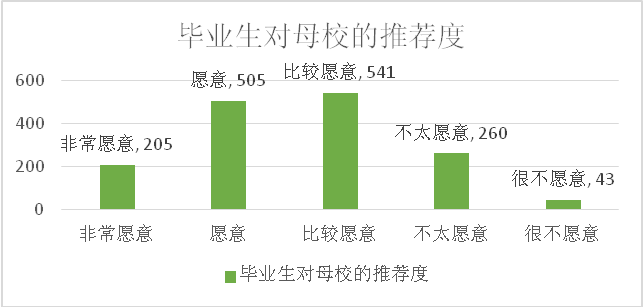 毕业生对母校的推荐度
600
400
200
0
非常愿意, 205
愿意, 505
比较愿意, 541
不太愿意, 260
很不愿意, 43
非常愿意
愿意
比较愿意
不太愿意
很不愿意
毕业生对母校的推荐度